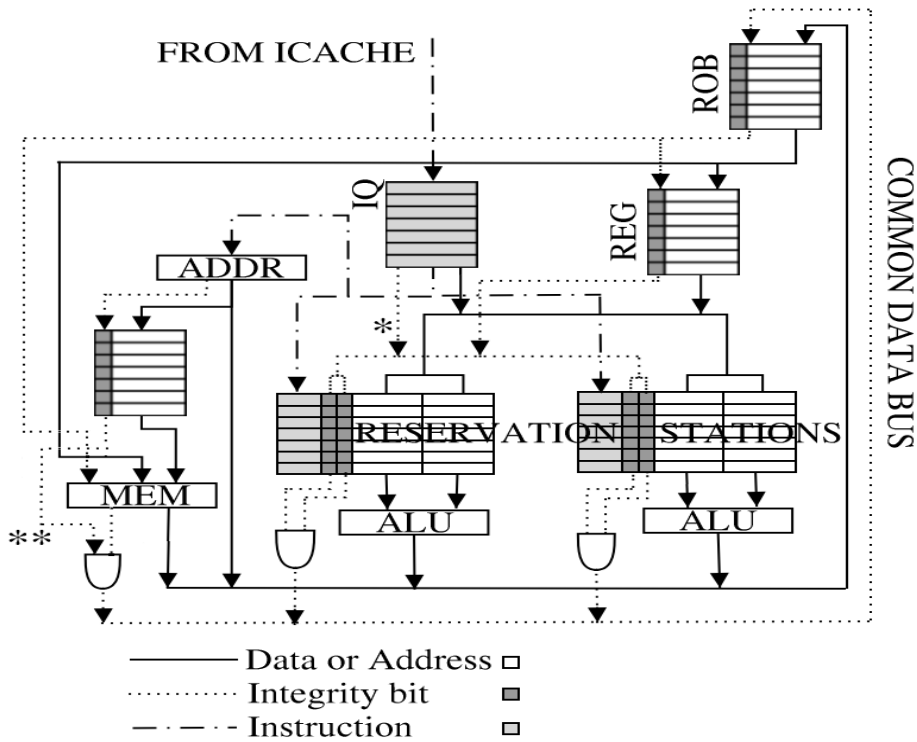 FROM ICACHE
ROB
COMMON DATA BUS
IQ
REG
ADDR
*
RESERVATION STATIONS
MEM
ALU
ALU
**
Data or Address
Integrity bit
Instruction